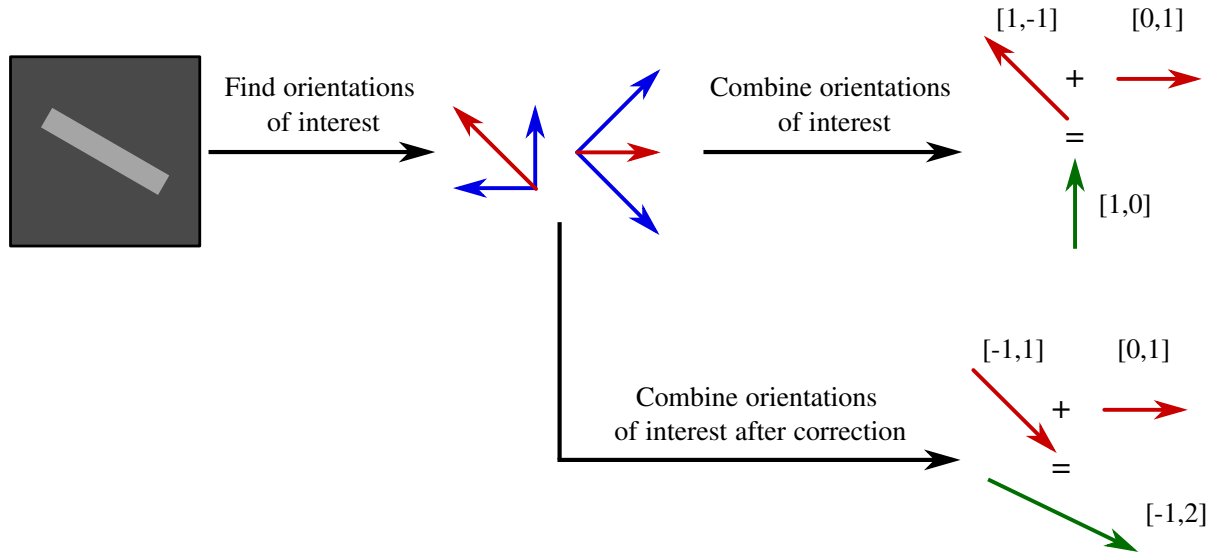 Find orientations
of interest
Combine orientations
of interest
[1,-1]
[0,1]
+
=
[1,0]
Combine orientations
of interest after correction
[-1,1]
[0,1]
+
=
[-1,2]